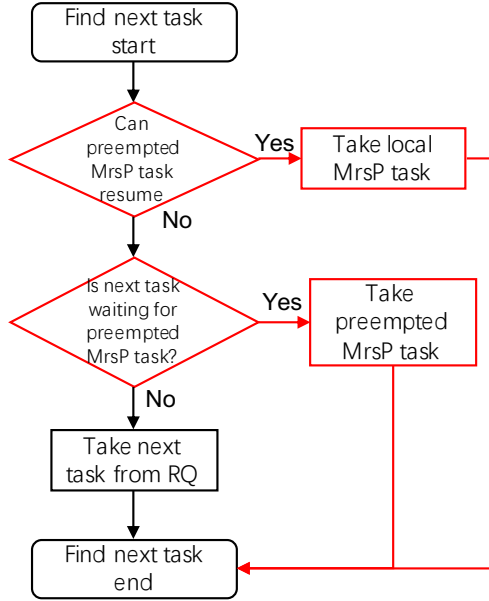 Find next task
start
Can
preempted
MrsP task
resume
Yes
Take local
MrsP task
No
Is next task
waiting for
preempted
MrsP task?
Yes
Take
preempted
MrsP task
No
Take next
task from RQ
Find next task
end